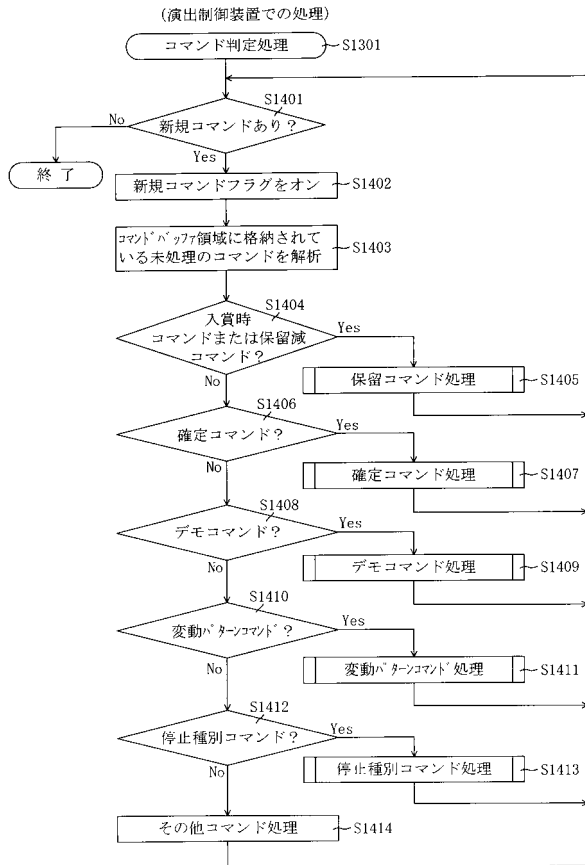 (演出制御装置での処理)
コマンド判定処理
S1301
S1401
新規コマンドあり？
No
Yes
終 了
新規コマンドフラグをオン
S1402
ｺﾏﾝﾄﾞﾊﾞｯﾌｧ領域に格納されて
いる未処理のコマンドを解析
S1403
S1404
入賞時
コマンドまたは保留減
コマンド？
Yes
No
保留コマンド処理
S1405
S1406
確定コマンド？
Yes
No
確定コマンド処理
S1407
S1408
デモコマンド？
Yes
No
デモコマンド処理
S1409
S1410
変動ﾊﾟﾀｰﾝｺﾏﾝﾄﾞ？
Yes
No
変動ﾊﾟﾀｰﾝｺﾏﾝﾄﾞ処理
S1411
S1412
停止種別コマンド？
Yes
No
停止種別コマンド処理
S1413
その他コマンド処理
S1414